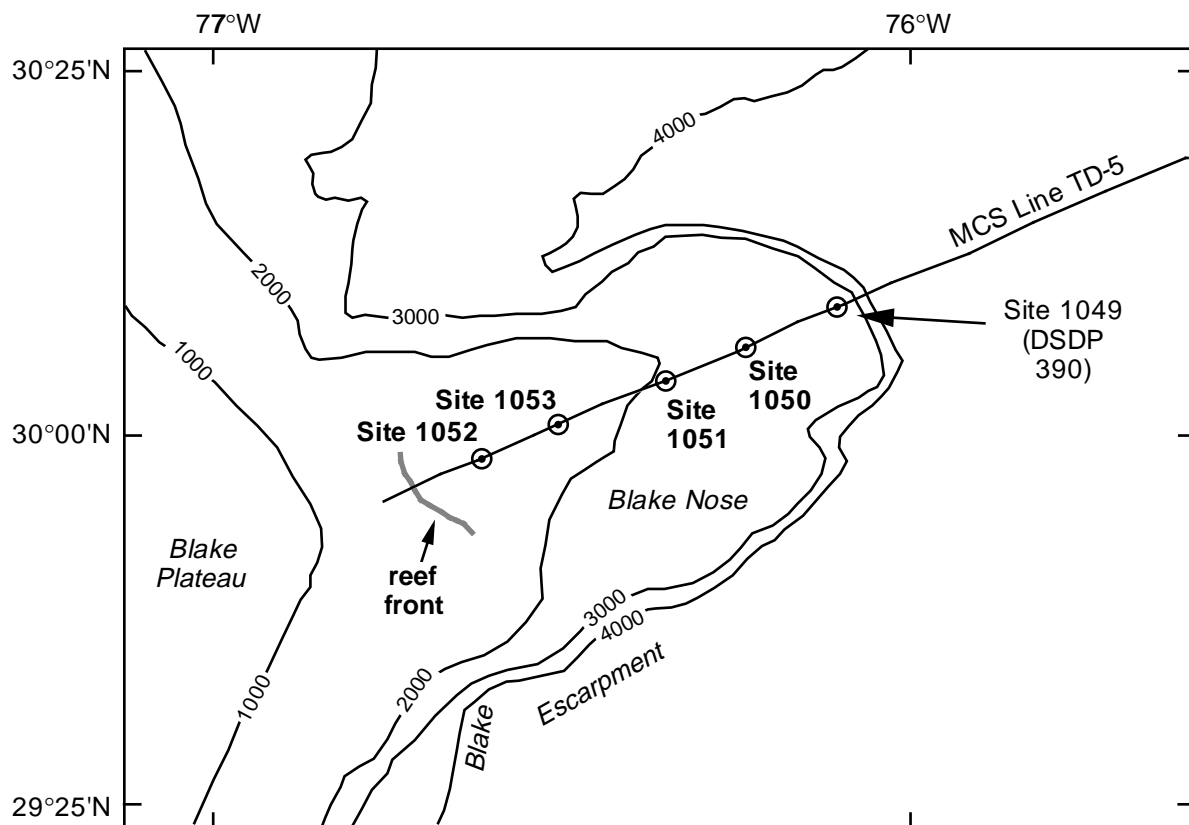 77°W
76°W
30°25'N
4000
MCS Line TD-5
2000
3000
Site 1049
(DSDP
390)
1000
Site
1050
Site 1053
Site
1051
Site 1052
30°00'N
Blake Nose
Blake
Plateau
reef
front
3000
4000
Escarpment
2000
1000
Blake
29°25'N